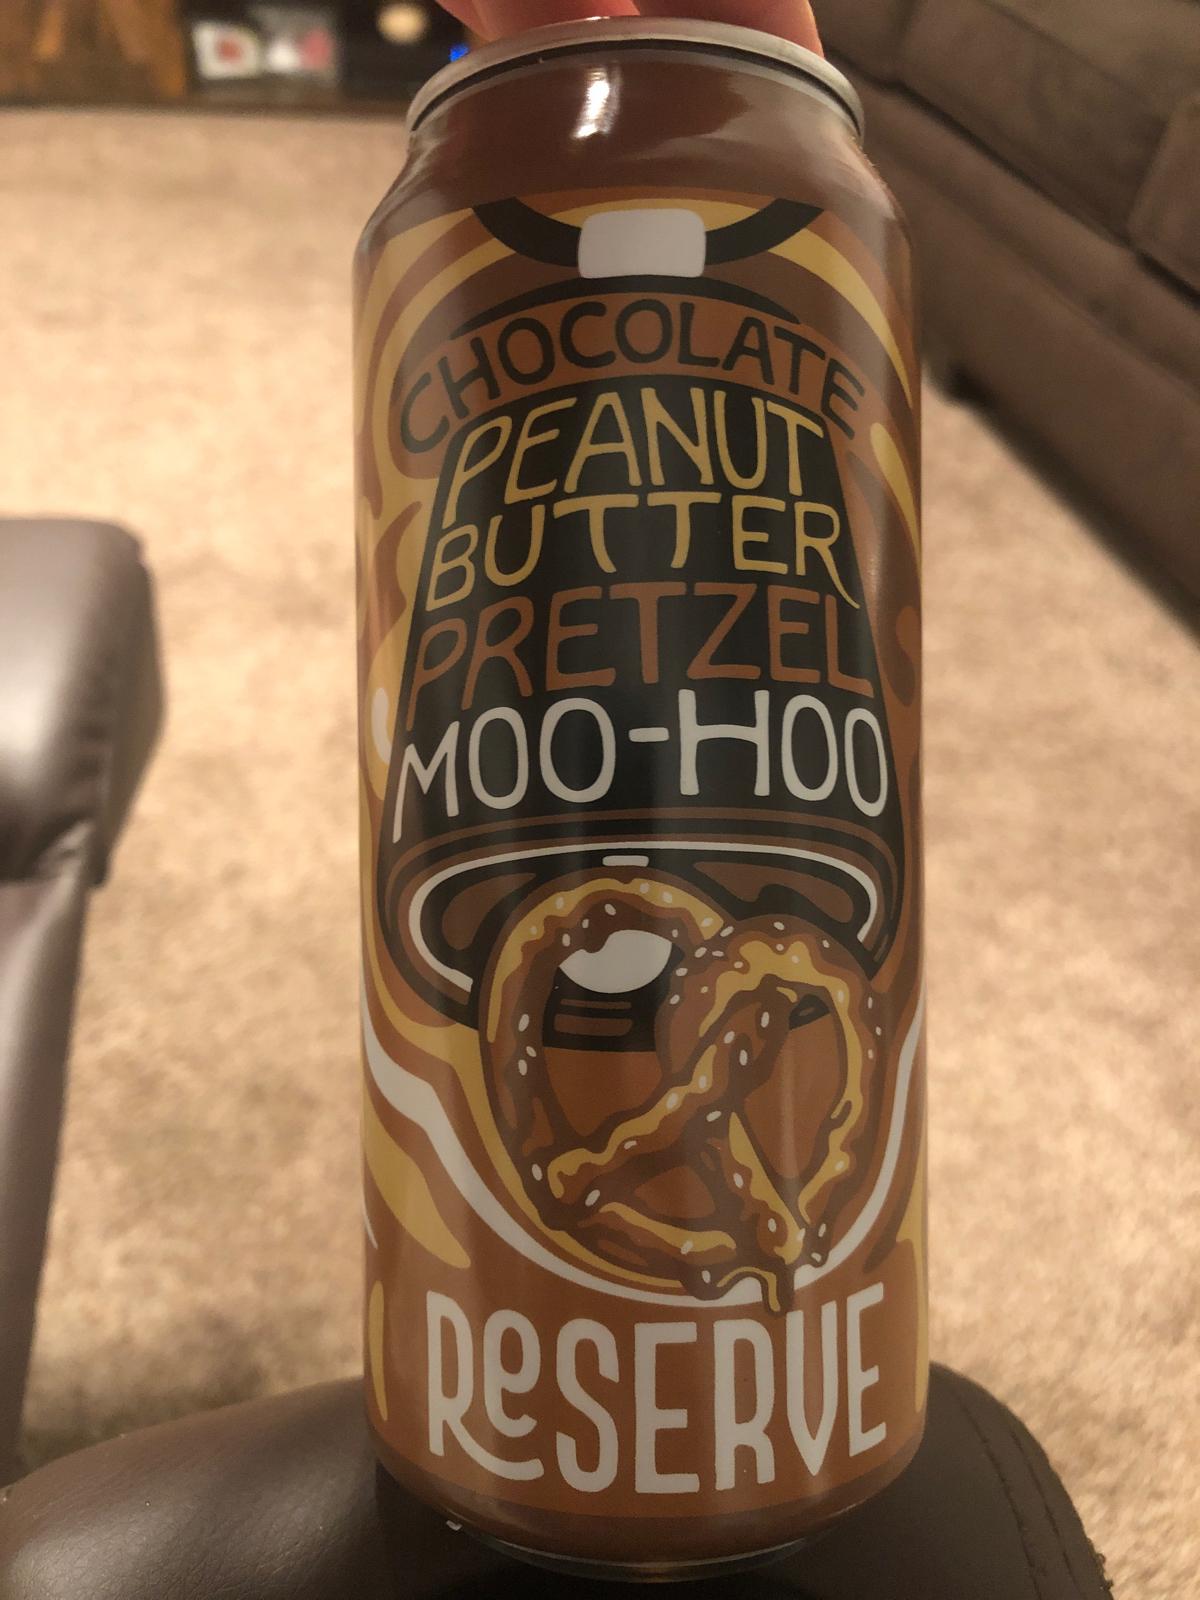 CHOCOLATE
PEANUT
BUTTER
PRETZEL
MOO-HOO
ReSERVE